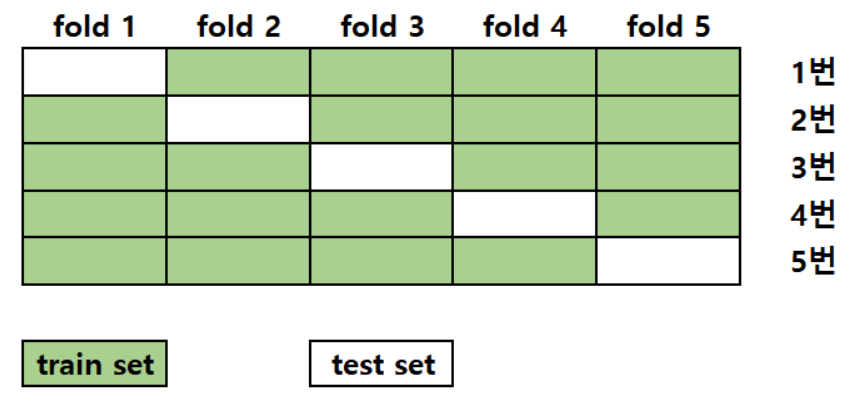 fold 1 fold 2 fold 3 fold 4 fold 5
1번
2번
3번
4번
5번
train set test set